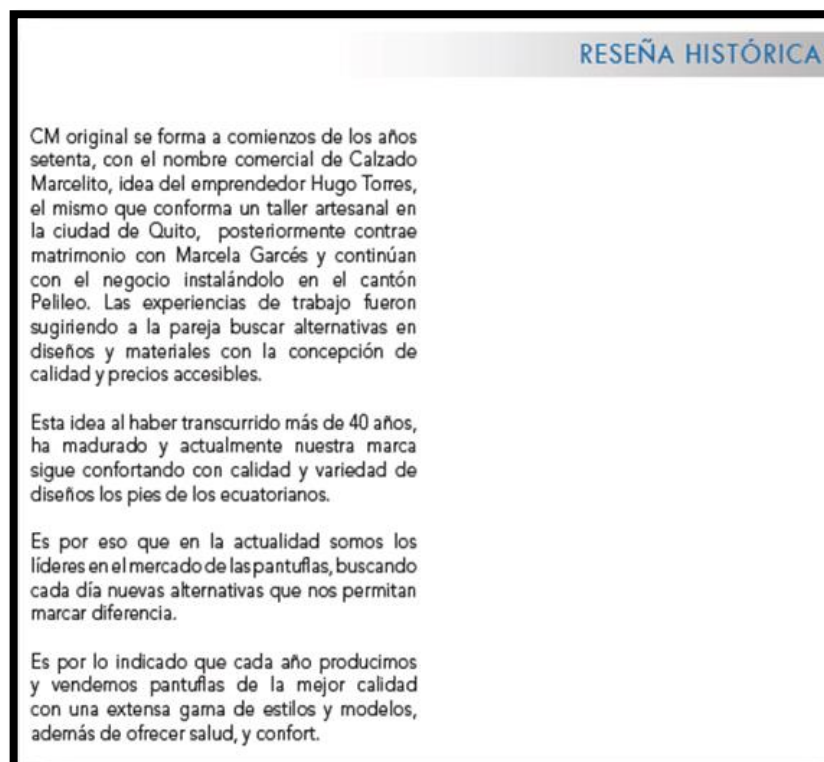 RESEÑA HISTÓRICA
CM original se forma a comienzos de los años
setenta, con el nombre comercial de Calzado
Marcelito, idea del emprendedor Hugo Torres,
el mismo que conforma un taller artesanal en
la ciudad de Quito, posteriormente contrae
matrimonio con Marcela Garcés y continúan
con el negocio instalándolo en el cantón
Pelileo. Las experiencias de trabajo fueron
sugiriendo a la pareja buscar alternativas en
diseños y materiales con la concepción de
calidad y precios accesibles.
Esta idea al haber transcurrido más de 40 años,
ha madurado y actualmente nuestra marca
sigue confortando con calidad y variedad de
diseños los pies de los ecuatorianos.
Es por eso que en la actualidad somos los
líderes en el mercado de las pantuflas, buscando
cada día nuevas alternativas que nos permitan
marcar diferencia.
Es por lo indicado que cada año producimos
y vendemos pantuflas de la mejor calidad
con una extensa gama de estilos y modelos,
además de ofrecer salud, y confort.